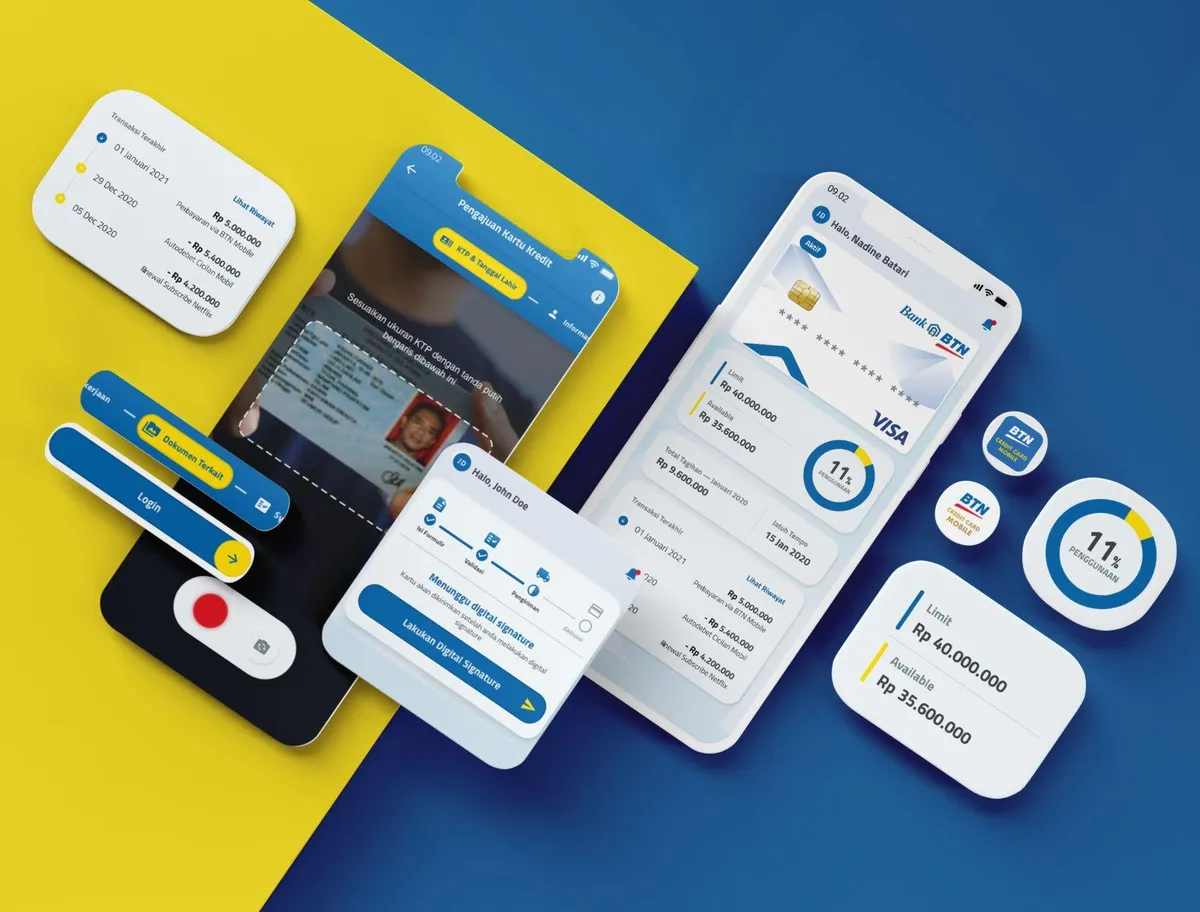 Transaksi Terakhir
01 Januari 2021
29 Dec 2020
05 Dec 2020
Lihat Riwayat
Rp 5.000.000
Pembayaran via BTN Mobile
- Rp 5.400.000
Autodebet Cicilan Mobil
- Rp 4.200.000
Renewal Subscribe Netflix
09.02
Pengajuan Kartu Kredit
KTP & Tanggal Lahir
Informa
Sesuaikan ukuran KTP dengan tanda putih
bergaris dibawah ini
kerjaan
Dokumen Terkait
Login
ID
Halo, John Doe
Isi Formulir
Validasi
Pengiriman
Aktivasi
Menunggu digital signature
Kartu akan dikirimkan setelah anda melakukan digital
signature
Lakukan Digital Signature
09.02
ID
Halo, Nadine Batari
Aktif
Bank BTN
**** **** **** ****
VISA
Limit
Rp 40.000.000
Available
Rp 35.600.000
11%
PENGGUNAAN
Total Tagihan — Januari 2020
Rp 9.600.000
Jatuh Tempo
15 Jan 2020
Transaksi Terakhir
01 Januari 2021
2020
20
Lihat Riwayat
Rp 5.000.000
Pembayaran via BTN Mobile
- Rp 5.400.000
Autodebet Cicilan Mobil
- Rp 4.200.000
Renewal Subscribe Netflix
BTN
CREDIT CARD
MOBILE
BTN
CREDIT CARD
MOBILE
11%
PENGGUNAAN
Limit
Rp 40.000.000
Available
Rp 35.600.000